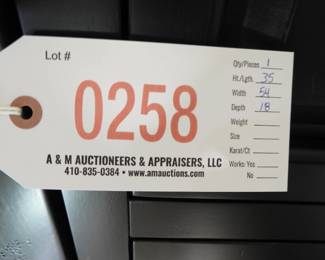 Lot #
0258
A & M AUCTIONEERS & APPRAISERS, LLC
410-835-0384 • www.amauctions.com
Qty/Pieces 1
Ht./Lgth 35
Width 54
Depth 18
Weight
Size
Karat/Ct
Works: Yes
No